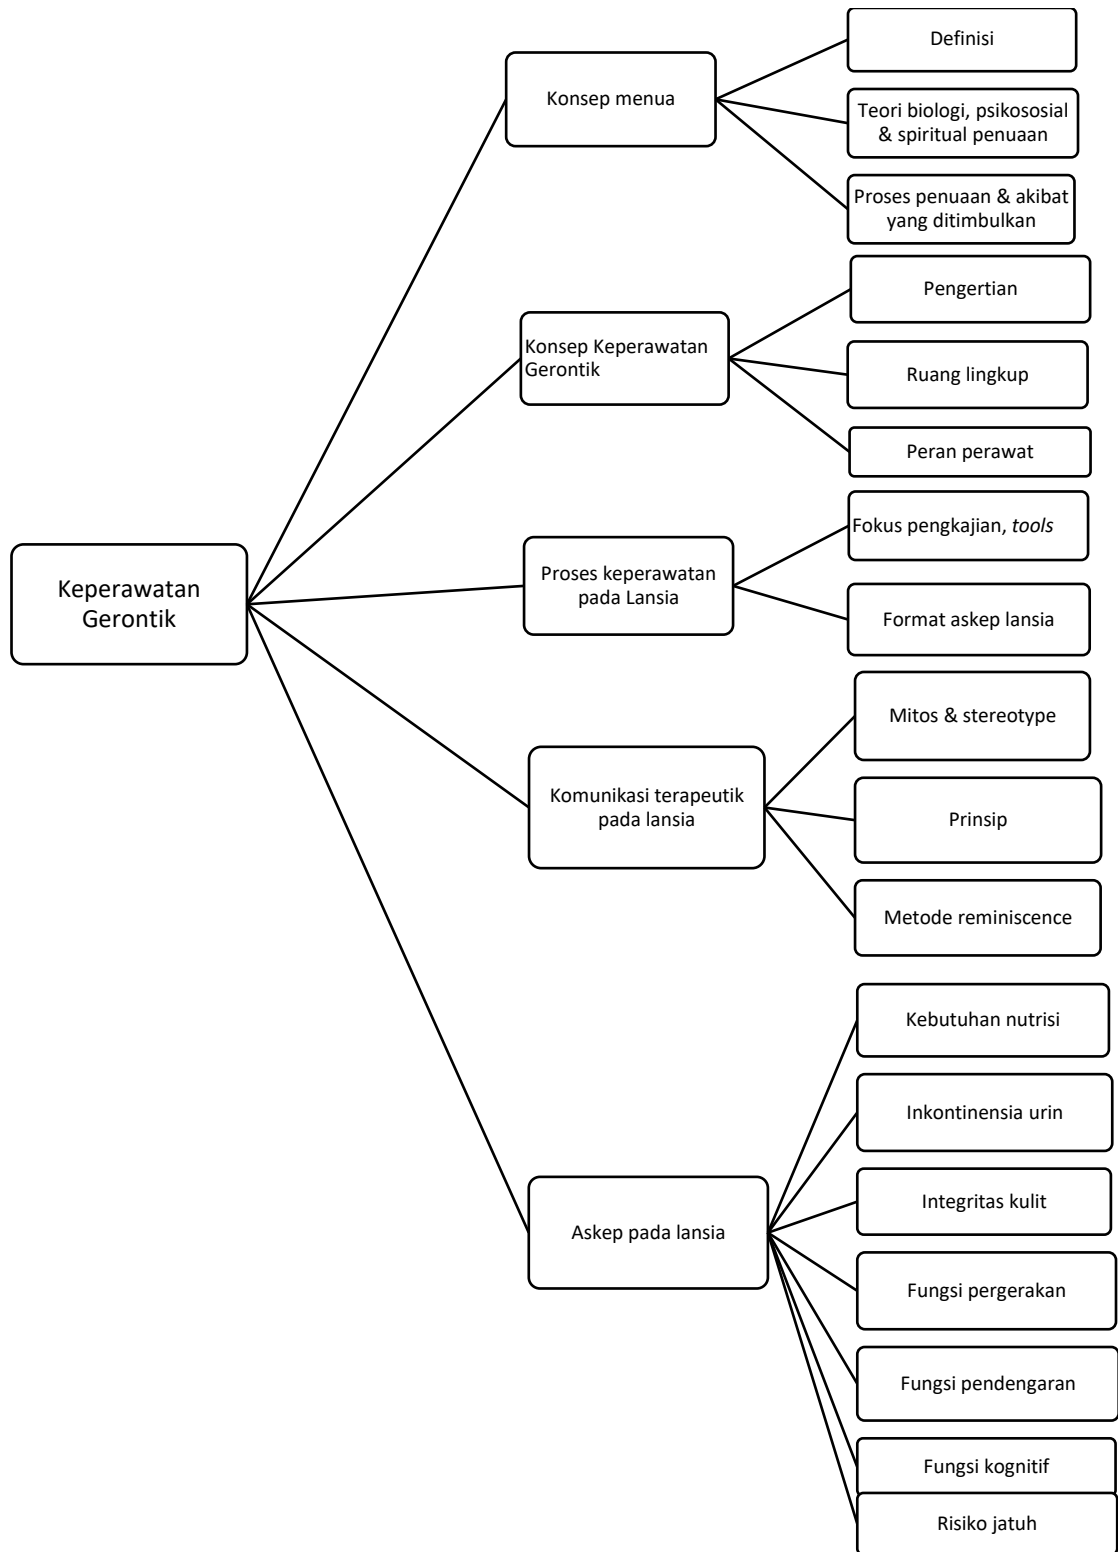 Keperawatan
Gerontik
Konsep menua
Definisi
Teori biologi, psikososial
& spiritual penuaan
Proses penuaan & akibat
yang ditimbulkan
Konsep Keperawatan
Gerontik
Pengertian
Ruang lingkup
Peran perawat
Proses keperawatan
pada Lansia
Fokus pengkajian, tools
Format askep lansia
Komunikasi terapeutik
pada lansia
Mitos & stereotype
Prinsip
Metode reminiscence
Askep pada lansia
Kebutuhan nutrisi
Inkontinensia urin
Integritas kulit
Fungsi pergerakan
Fungsi pendengaran
Fungsi kognitif
Risiko jatuh